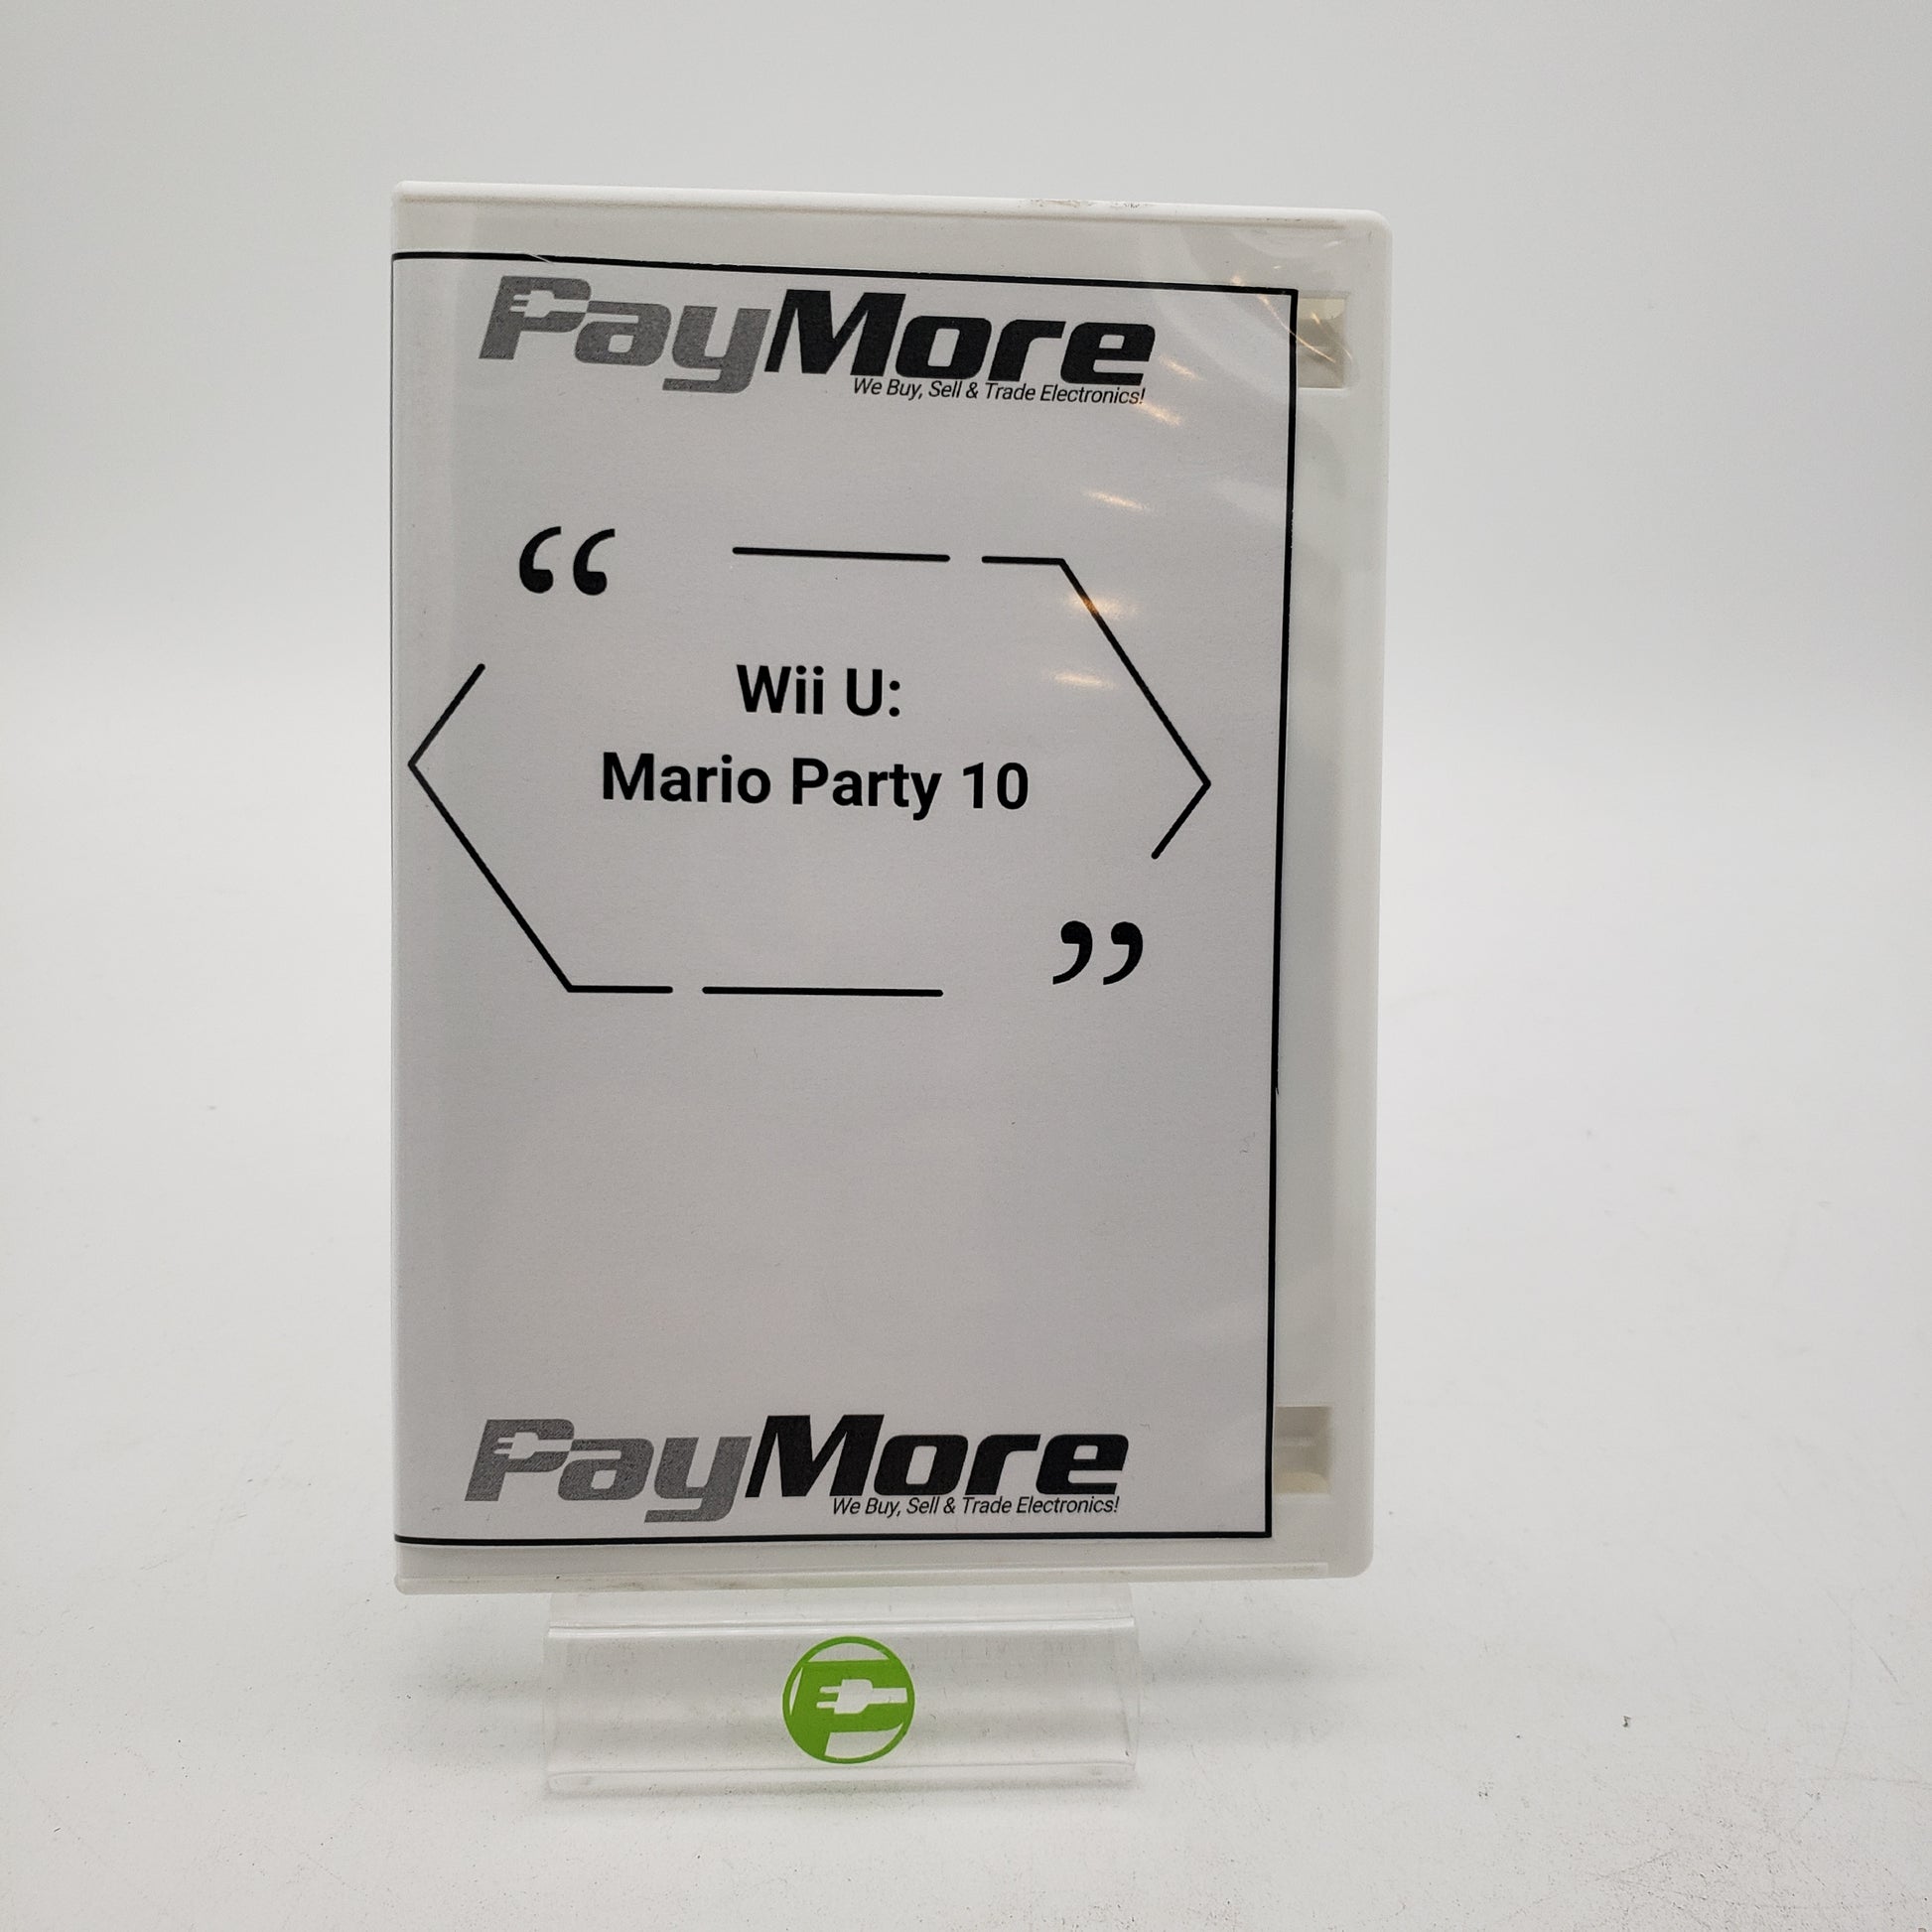 PayMore
We Buy, Sell & Trade Electronics!
“
Wii U:
Mario Party 10
”
PayMore
We Buy, Sell & Trade Electronics!
P